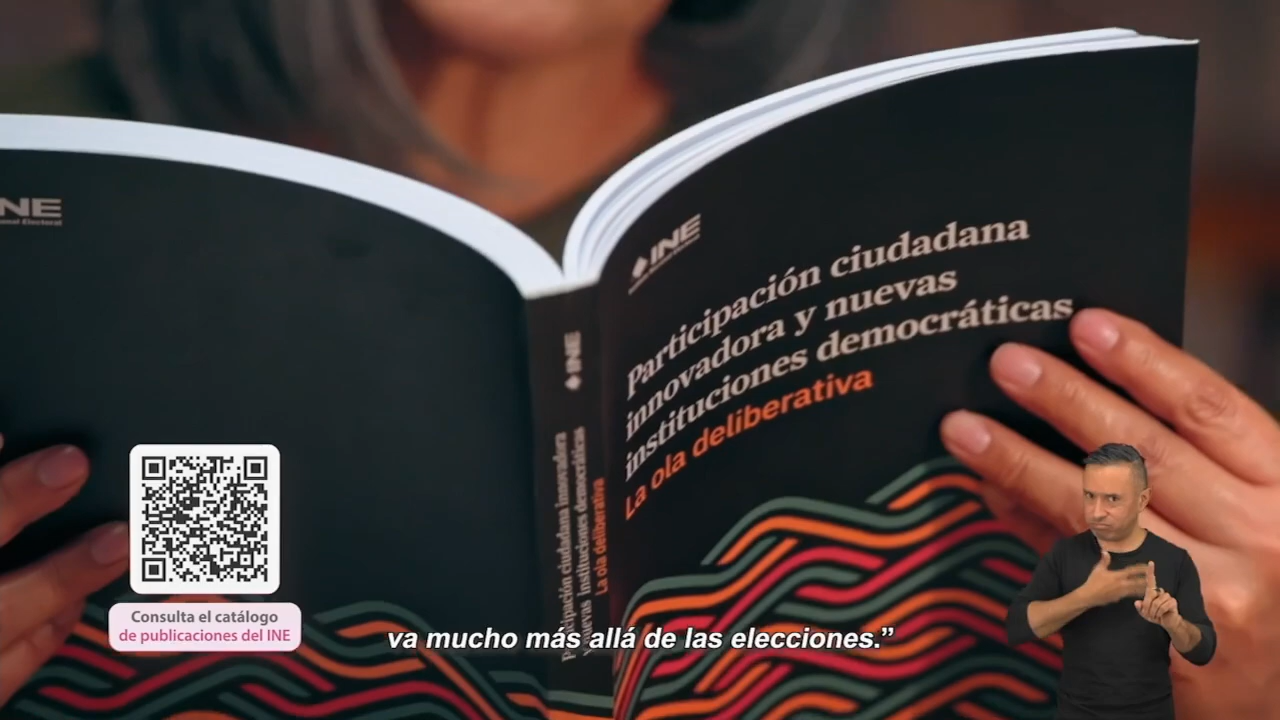 NE
INE
Participación ciudadana
innovadora y nuevas
instituciones democráticas
La ola deliberativa
INE
Participación ciudadana innovadora
y nuevas instituciones democráticas
La ola deliberativa
Consulta el catálogo
de publicaciones del INE
va mucho más allá de las elecciones.”